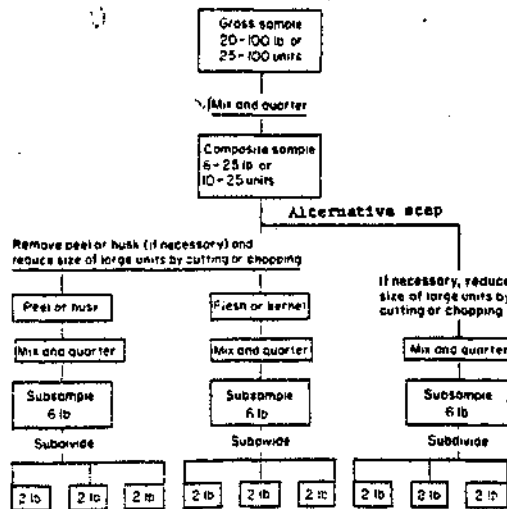 Gross sample
20-100 lb or
25-100 units
Mix and quarter
Composite sample
6-25 lb or
10-25 units
Alternative step
Remove peel or husk (if necessary) and
reduce size of large units by cutting or chopping
If necessary, reduce
size of large units by
cutting or chopping
Peel or husk
Flesh or kernel
Mix and quarter
Mix and quarter
Mix and quarter
Subsample
6 lb
Subsample
6 lb
Subsample
6 lb
Subdivide
Subdivide
Subdivide
2 lb 2 lb 2 lb 2 lb 2 lb 2 lb 2 lb 2 lb 2 lb